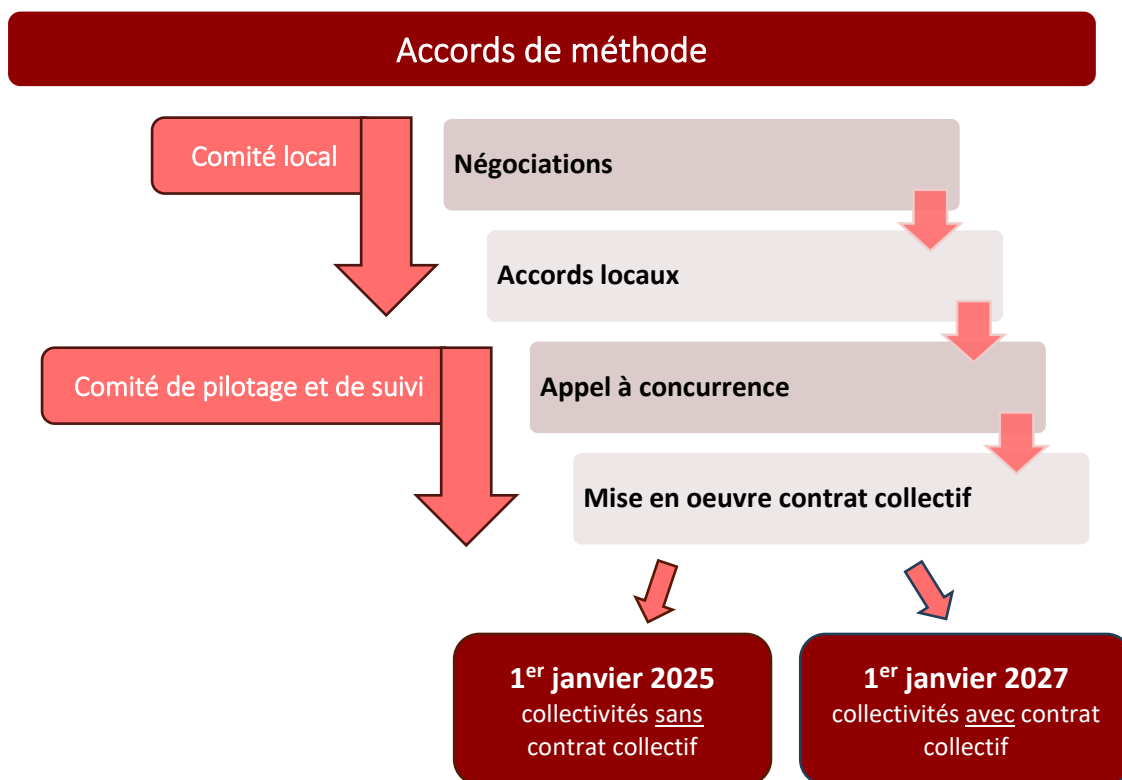 Accords de méthode
Comité local
Négociations
Accords locaux
Comité de pilotage et de suivi
Appel à concurrence
Mise en oeuvre contrat collectif
1er janvier 2025
collectivités sans
contrat collectif
1er janvier 2027
collectivités avec contrat
collectif